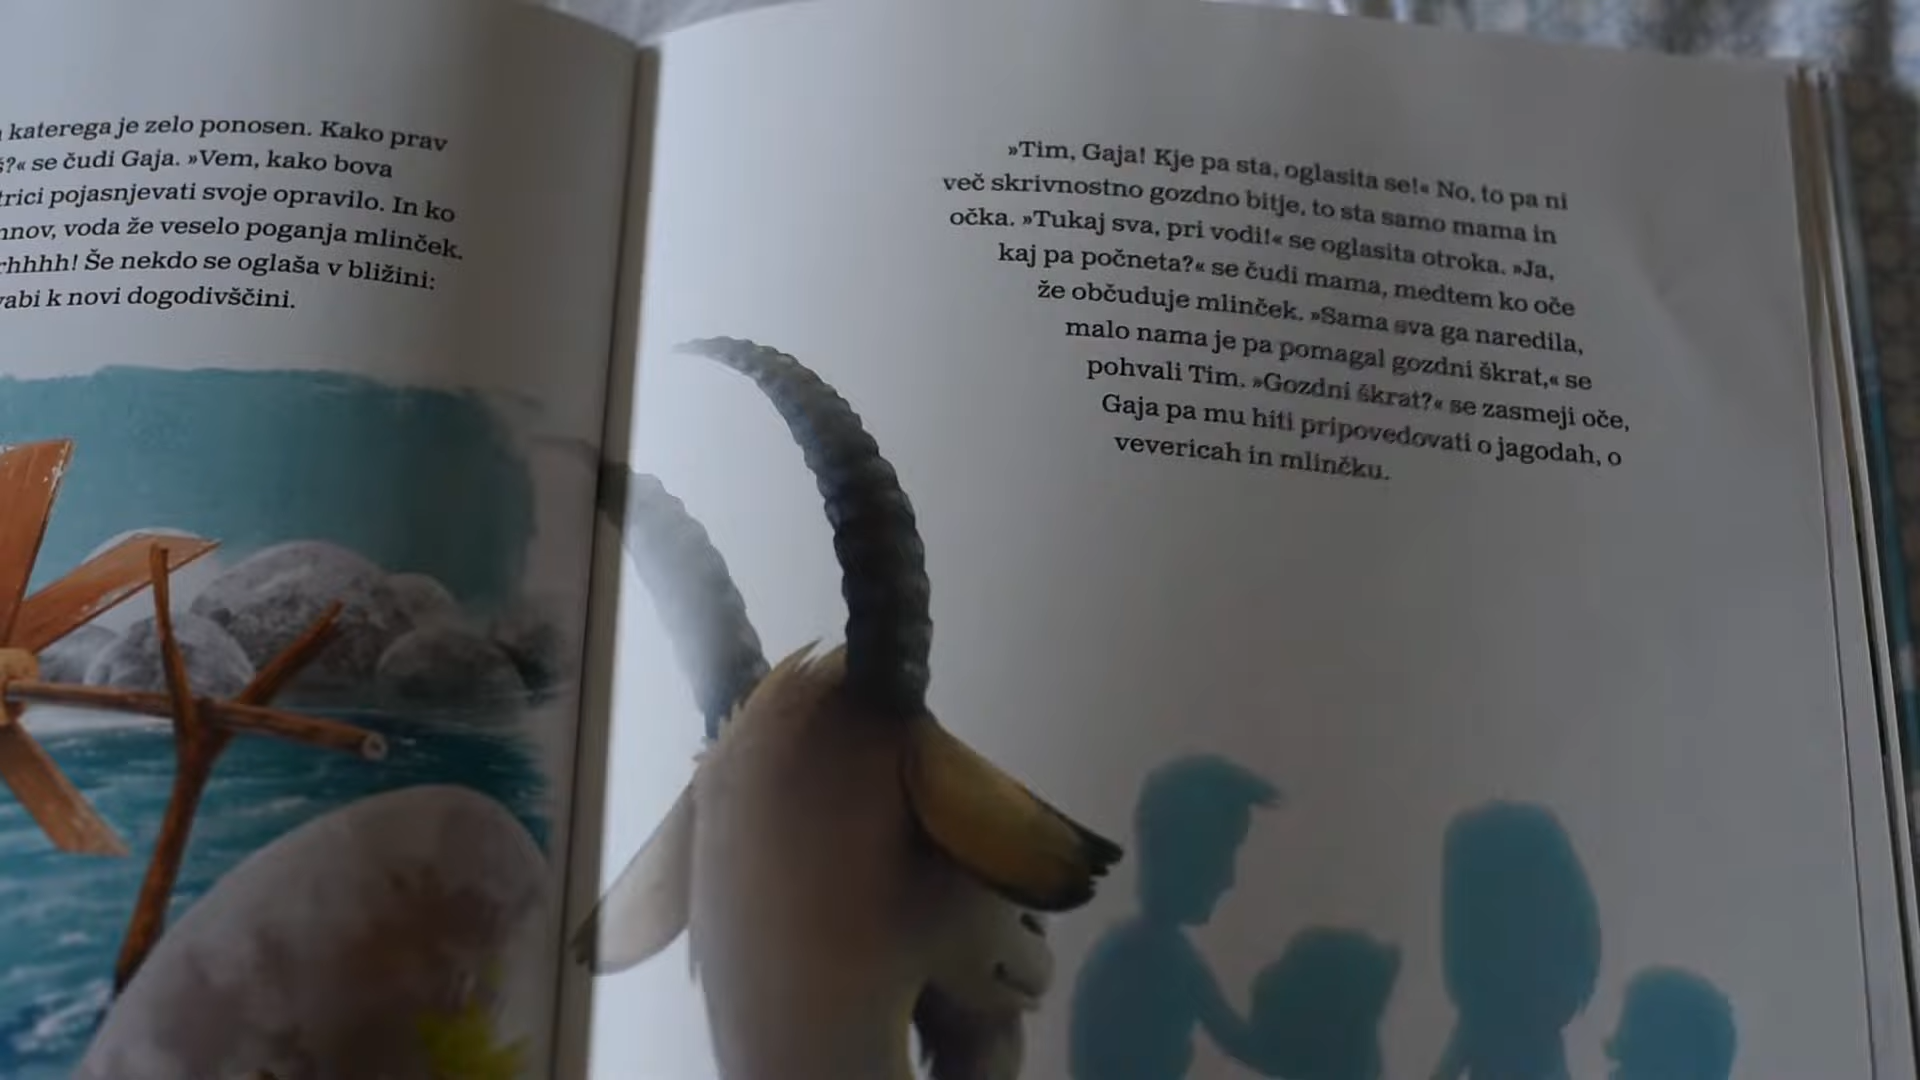 katerega je zelo ponosen. Kako prav
se čudi Gaja. »Vem, kako bova
pojasnjevati svoje opravilo. In ko
voda že veselo poganja mlinček.
Še nekdo se oglaša v bližini:
k novi dogodivščini.
»Tim, Gaja! Kje pa sta, oglasita se!« No, to pa ni
več skrivnostno gozdno bitje, to sta samo mama in
očka. »Tukaj sva, pri vodi!« se oglasita otroka. »Ja,
kaj pa počneta?« se čudi mama, medtem ko oče
že občuduje mlinček. »Sama sva ga naredila,
malo nama je pa pomagal gozdni škrat,« se
pohvali Tim. »Gozdni škrat?« se zasmeji oče,
Gaja pa mu hiti pripovedovati o jagodah, o
vevericah in mlinčku.